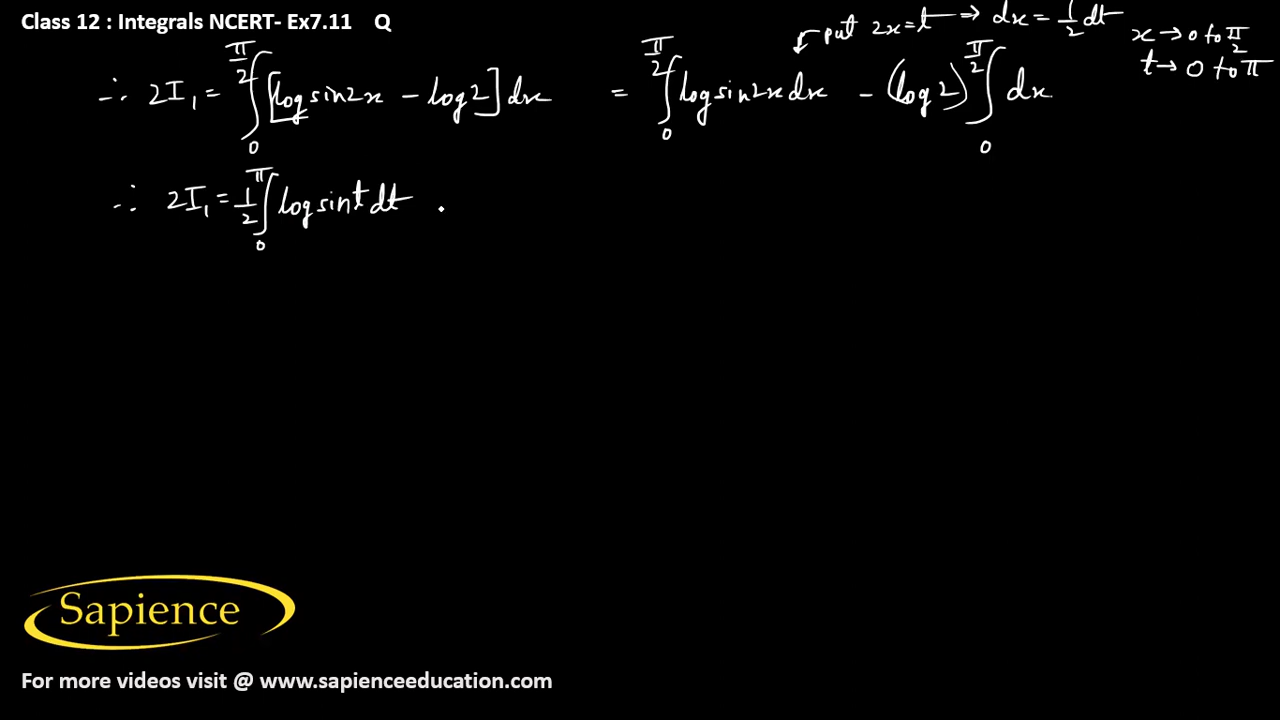 Class 12 : Integrals NCERT- Ex7.11 Q
put 2x=t ⇒ dx = 1/2 dt
x → 0 to π/2
t → 0 to π
∴ 2I₁ = ∫₀^(π/2) [log sin2x − log2] dx = ∫₀^(π/2) log sin2x dx − (log 2) ∫₀^(π/2) dx
∴ 2I₁ = 1/2 ∫₀^π log sin t dt
Sapience
For more videos visit @ www.sapienceeducation.com